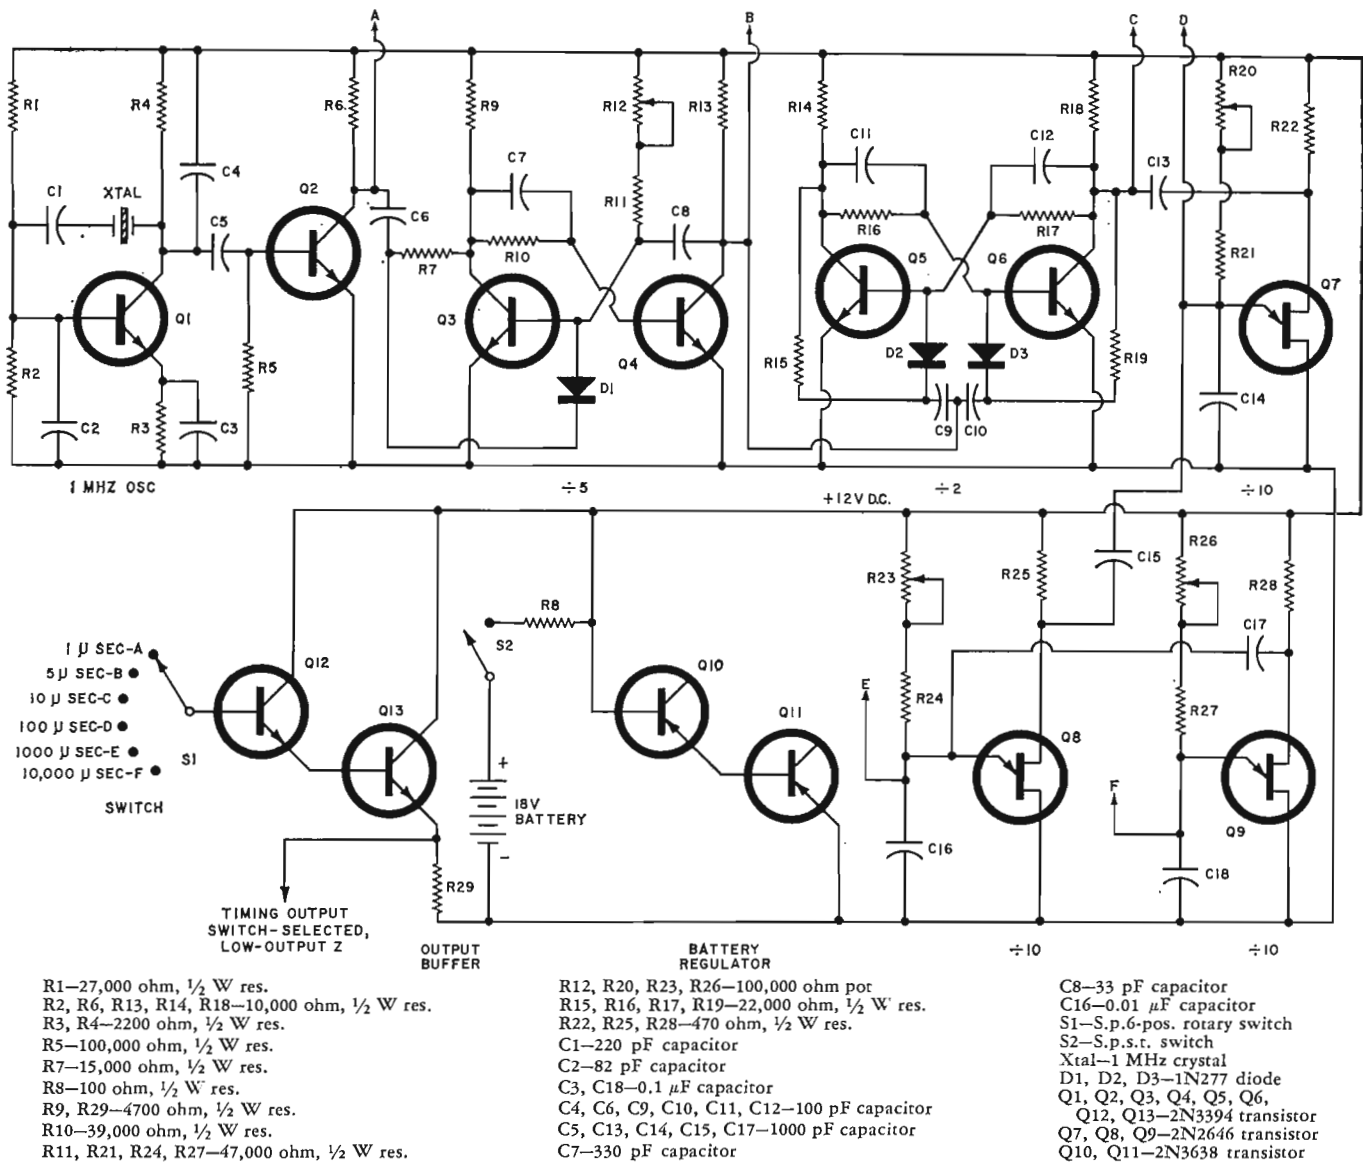 A
B
C
D
R1
R4
R6
R9
R12
R13
R14
R18
R20
R22
C4
C7
C11
C12
C13
C1
XTAL
Q2
C5
C6
R11
C8
R7
R10
R16
R17
Q5
Q6
R21
Q7
Q1
Q3
Q4
R2
R5
D1
R15
D2
D3
R19
C14
C2
R3
C3
C9
C10
1 MHZ OSC
÷5
÷2
÷10
+12V D.C.
R8
S2
R23
R25
C15
R26
R28
C17
1 µ SEC-A
5 µ SEC-B
10 µ SEC-C
100 µ SEC-D
1000 µ SEC-E
10,000 µ SEC-F
SWITCH
S1
Q12
Q13
Q10
Q11
E
R24
Q8
R27
F
Q9
+
18V
BATTERY
-
R29
C16
C18
TIMING OUTPUT
SWITCH-SELECTED,
LOW-OUTPUT Z
OUTPUT
BUFFER
BATTERY
REGULATOR
÷10
÷10
R1—27,000 ohm, ½ W res.
R2, R6, R13, R14, R18—10,000 ohm, ½ W res.
R3, R4—2200 ohm, ½ W res.
R5—100,000 ohm, ½ W res.
R7—15,000 ohm, ½ W res.
R8—100 ohm, ½ W res.
R9, R29—4700 ohm, ½ W res.
R10—39,000 ohm, ½ W res.
R11, R21, R24, R27—47,000 ohm, ½ W res.
R12, R20, R23, R26—100,000 ohm pot
R15, R16, R17, R19—22,000 ohm, ½ W res.
R22, R25, R28—470 ohm, ½ W res.
C1—220 pF capacitor
C2—82 pF capacitor
C3, C18—0.1 µF capacitor
C4, C6, C9, C10, C11, C12—100 pF capacitor
C5, C13, C14, C15, C17—1000 pF capacitor
C7—330 pF capacitor
C8—33 pF capacitor
C16—0.01 µF capacitor
S1—S.p.6-pos. rotary switch
S2—S.p.s.t. switch
Xtal—1 MHz crystal
D1, D2, D3—1N277 diode
Q1, Q2, Q3, Q4, Q5, Q6,
Q12, Q13—2N3394 transistor
Q7, Q8, Q9—2N2646 transistor
Q10, Q11—2N3638 transistor